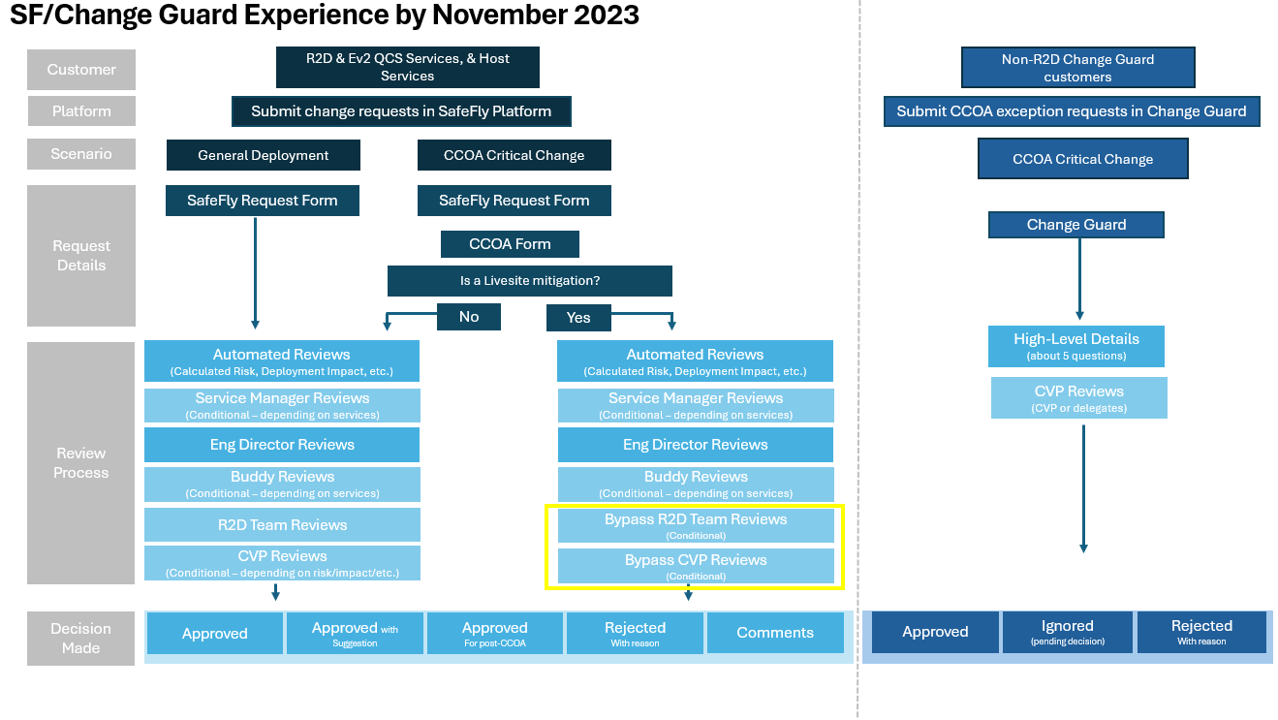 SF/Change Guard Experience by November 2023
Customer
R2D & Ev2 QCS Services, & Host
Services
Non-R2D Change Guard
customers
Platform
Submit change requests in SafeFly Platform
Submit CCOA exception requests in Change Guard
Scenario
General Deployment
CCOA Critical Change
CCOA Critical Change
Request
Details
SafeFly Request Form
SafeFly Request Form
CCOA Form
Is a Livesite mitigation?
No
Yes
Change Guard
Review
Process
Automated Reviews
(Calculated Risk, Deployment Impact, etc.)
Service Manager Reviews
(Conditional – depending on services)
Eng Director Reviews
Buddy Reviews
(Conditional – depending on services)
R2D Team Reviews
CVP Reviews
(Conditional – depending on risk/impact/etc.)
Automated Reviews
(Calculated Risk, Deployment Impact, etc.)
Service Manager Reviews
(Conditional – depending on services)
Eng Director Reviews
Buddy Reviews
(Conditional – depending on services)
Bypass R2D Team Reviews
(Conditional)
Bypass CVP Reviews
(Conditional)
High-Level Details
(about 5 questions)
CVP Reviews
(CVP or delegates)
Decision
Made
Approved
Approved with
Suggestion
Approved
For post-CCOA
Rejected
With reason
Comments
Approved
Ignored
(pending decision)
Rejected
With reason